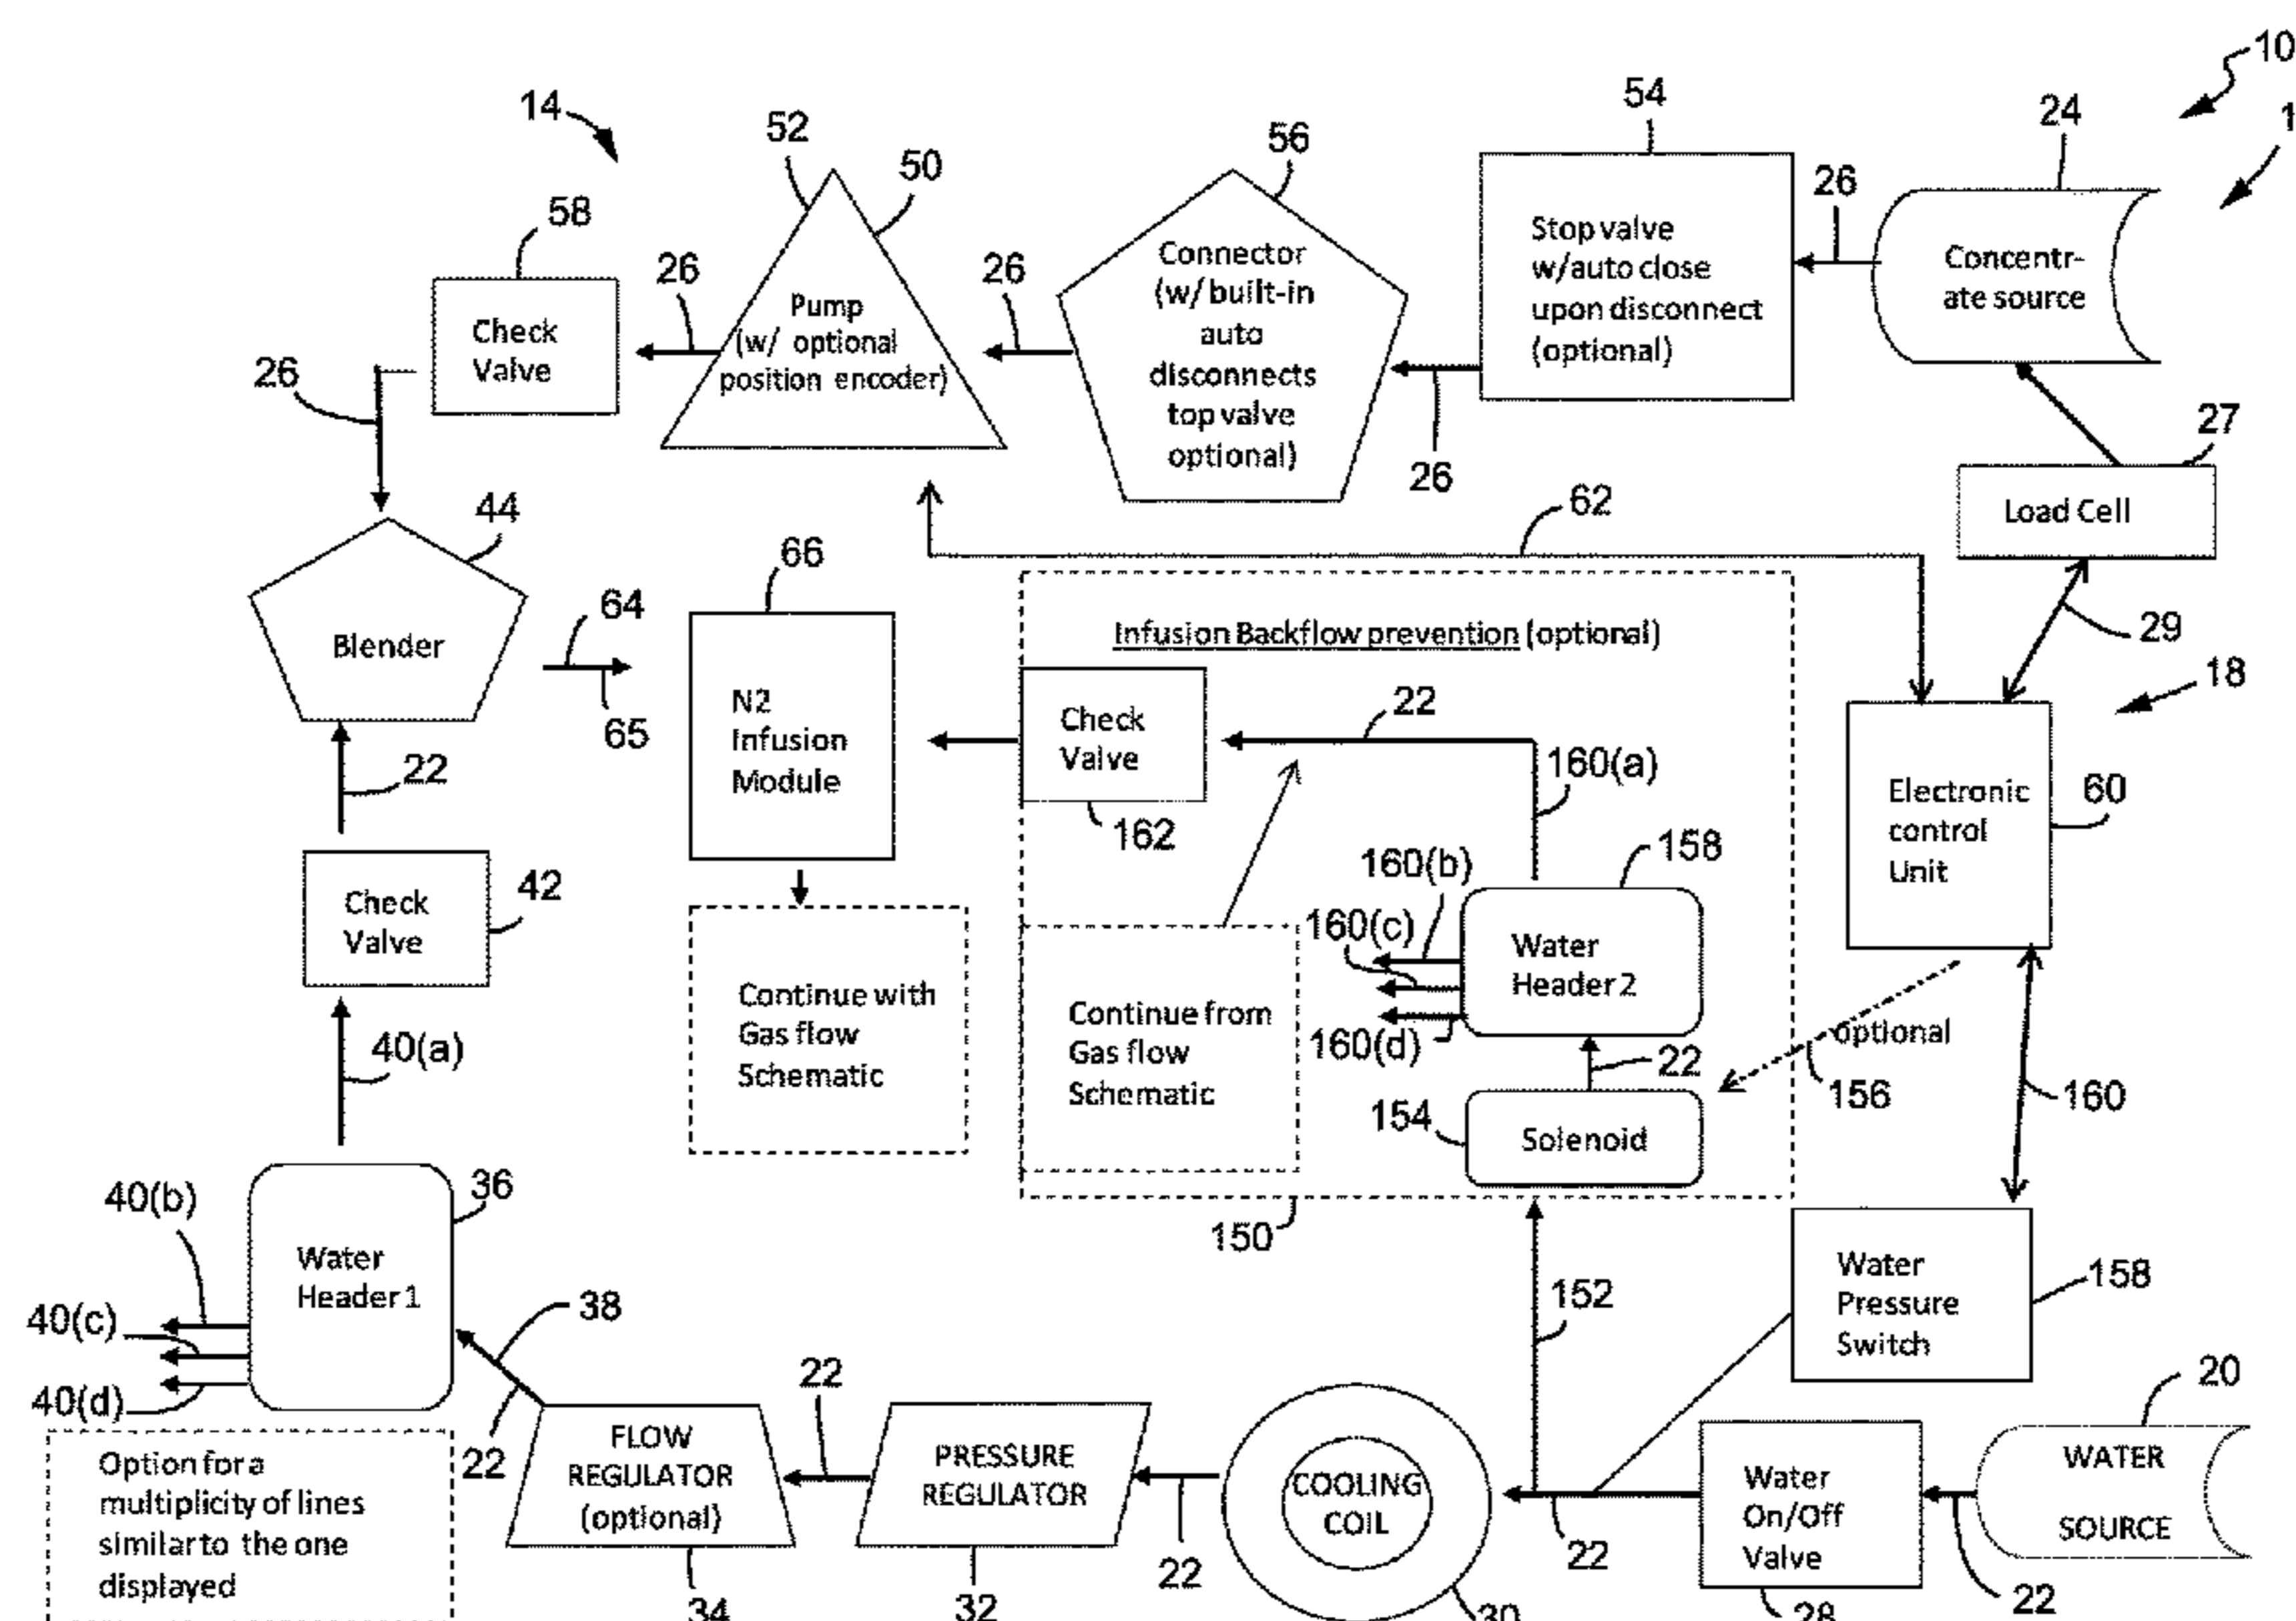 10
1
14
52
50
56
54
24
58
26
26
26
26
26
Concentr-
ate source
Stop valve
w/auto close
upon disconnect
(optional)
Connector
(w/ built-in
auto
disconnects
top valve
optional)
Pump
(w/ optional
position encoder)
Check
Valve
27
Load Cell
62
29
44
Blender
64
65
66
N2
Infusion
Module
Infusion Backflow prevention (optional)
Check
Valve
162
22
160(a)
18
Electronic
control
Unit
60
22
Check
Valve
42
160(b)
160(c)
160(d)
158
Water
Header 2
Continue with
Gas flow
Schematic
Continue from
Gas flow
Schematic
22
optional
156
160
154
Solenoid
40(a)
40(b)
40(c)
40(d)
36
Water
Header 1
150
152
Water
Pressure
Switch
158
38
22
FLOW
REGULATOR
(optional)
34
22
PRESSURE
REGULATOR
32
22
COOLING
COIL
30
22
Water
On/Off
Valve
28
22
20
WATER
SOURCE
Option for a
multiplicity of lines
similar to the one
displayed